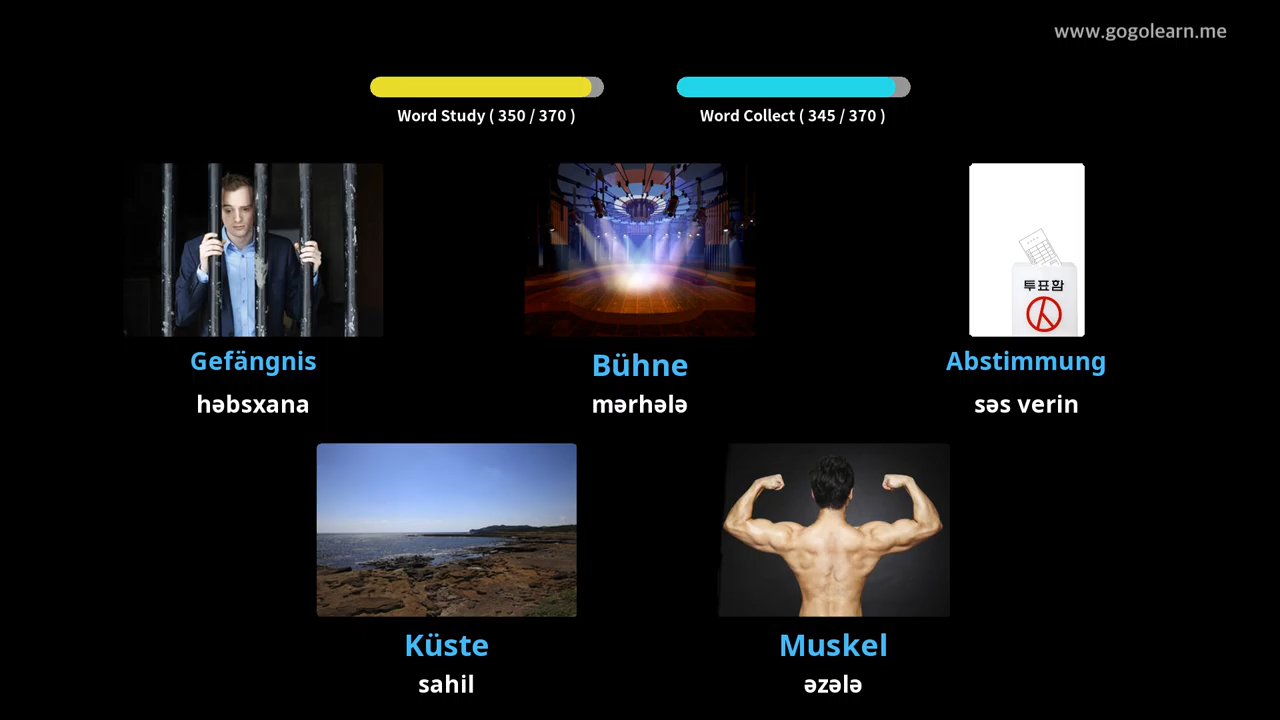 www.gogolearn.me
Word Study ( 350 / 370 )
Word Collect ( 345 / 370 )
투표함
Gefängnis
Bühne
Abstimmung
həbsxana
mərhələ
səs verin
Küste
Muskel
sahil
əzələ